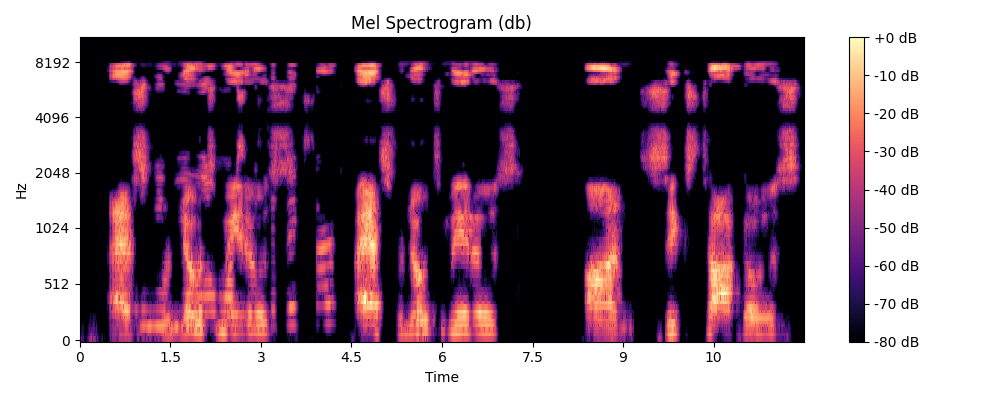 Mel Spectrogram (db)
8192
4096
2048
1024
512
0
Hz
0 1.5 3 4.5 6 7.5 9 10
Time
+0 dB
-10 dB
-20 dB
-30 dB
-40 dB
-50 dB
-60 dB
-70 dB
-80 dB